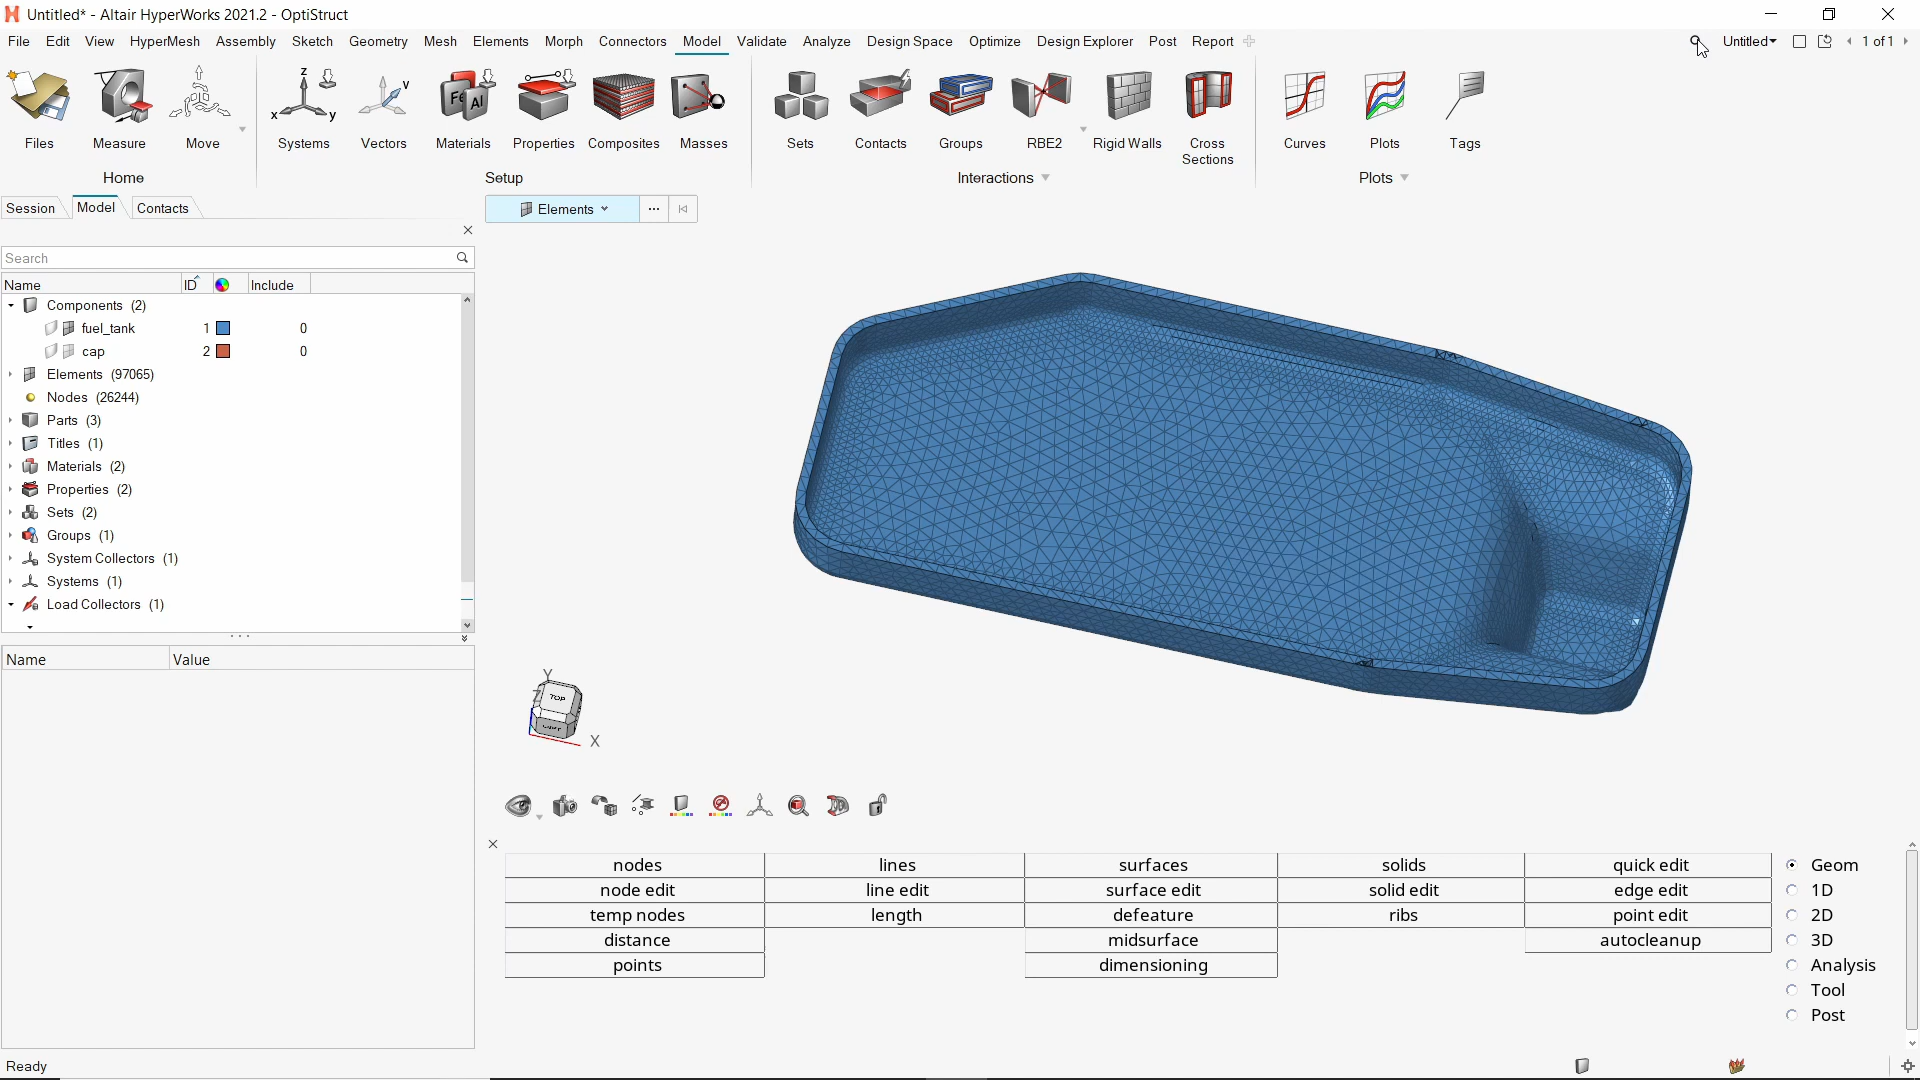 Untitled* - Altair HyperWorks 2021.2 - OptiStruct
File Edit View HyperMesh Assembly Sketch Geometry Mesh Elements Morph Connectors Model Validate Analyze Design Space Optimize Design Explorer Post Report Untitled 1 of 1
Files Measure Move Systems Vectors Materials Properties Composites Masses Sets Contacts Groups RBE2 Rigid Walls Cross Sections Curves Plots Tags
Home Setup Interactions Plots
Session Model Contacts
Elements
Search
Name ID Include
Components (2)
fuel_tank 1 0
cap 2 0
Elements (97065)
Nodes (26244)
Parts (3)
Titles (1)
Materials (2)
Properties (2)
Sets (2)
Groups (1)
System Collectors (1)
Systems (1)
Load Collectors (1)
Name Value
Y
Z
TOP
X
nodes lines surfaces solids quick edit Geom
node edit line edit surface edit solid edit edge edit 1D
temp nodes length defeature ribs point edit 2D
distance midsurface autocleanup 3D
points dimensioning Analysis
Tool
Post
Ready